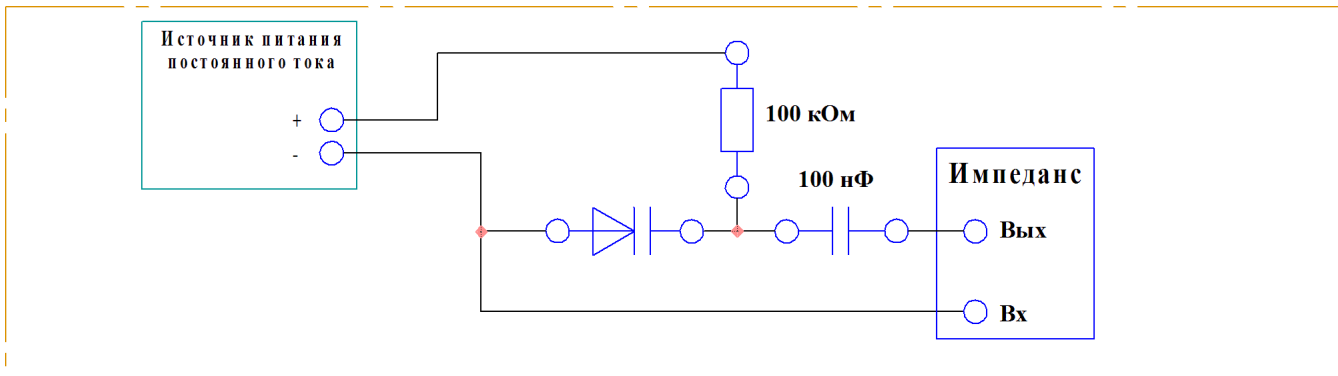 Источник питания
постоянного тока
+
-
100 кОм
100 нФ
Импеданс
Вых
Вх